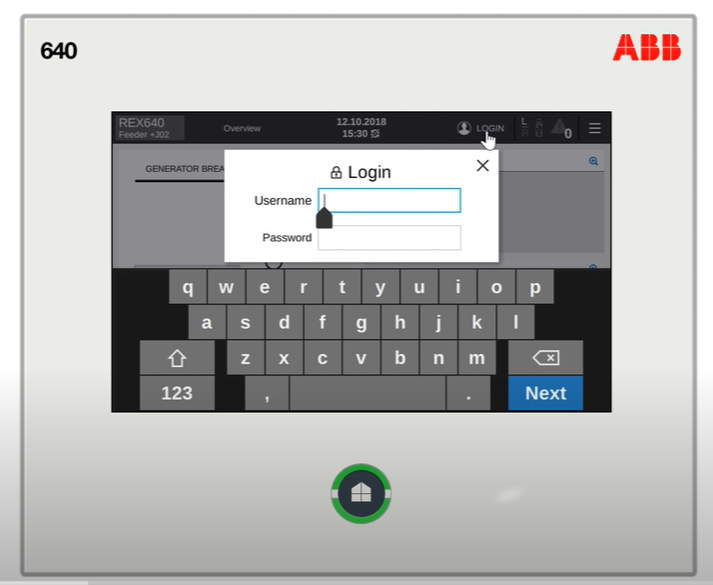 640
ABB
REX640
Feeder +J02
Overview
12.10.2018
15:30
LOGIN
L
R
0
GENERATOR BREA
Login
Username
Password
q w e r t y u i o p
a s d f g h j k l
z x c v b n m
123 , . Next